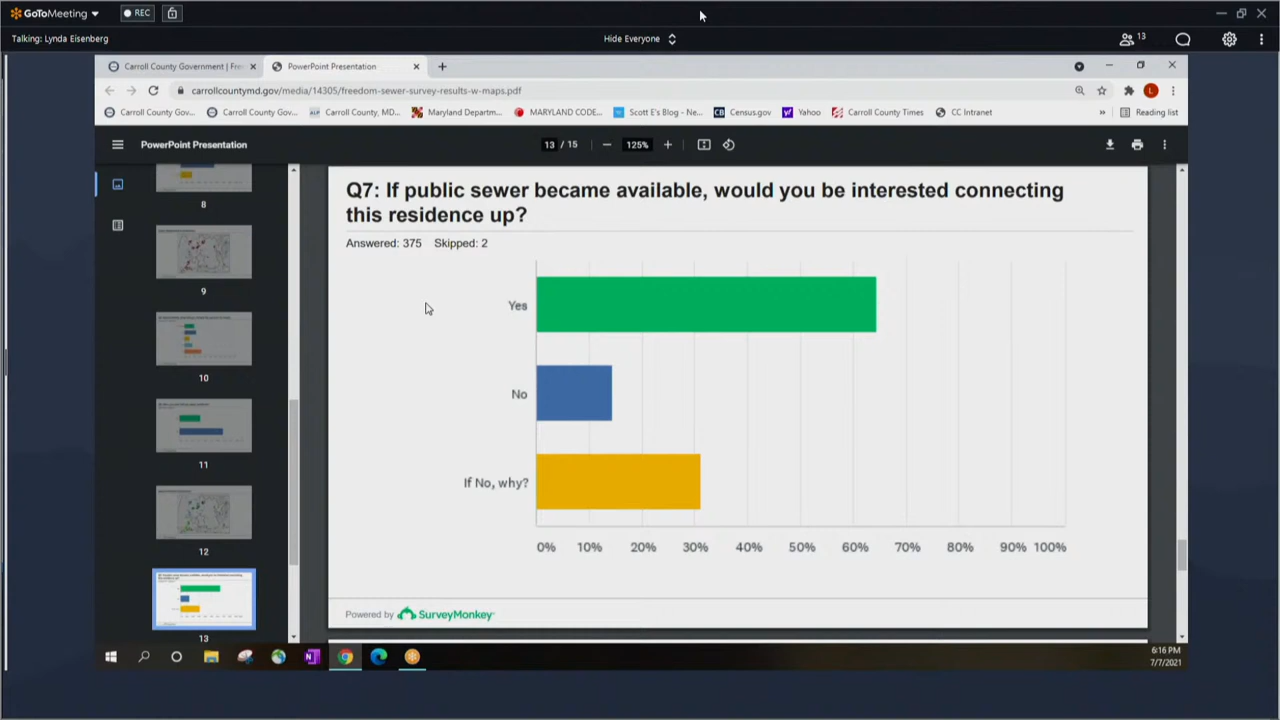 GoToMeeting
REC
Talking: Lynda Eisenberg
Hide Everyone
13
Carroll County Government | Fre
PowerPoint Presentation
carrollcountymd.gov/media/14305/freedom-sewer-survey-results-w-maps.pdf
L
Carroll County Gov...
Carroll County Gov...
Carroll County, MD...
Maryland Departm...
MARYLAND CODE...
Scott E's Blog - Ne...
Census.gov
Yahoo
Carroll County Times
CC Intranet
»
Reading list
PowerPoint Presentation
13 / 15
125%
8
9
10
11
12
13
Q7: If public sewer became available, would you be interested connecting
this residence up?
Answered: 375 Skipped: 2
Yes
No
If No, why?
0% 10% 20% 30% 40% 50% 60% 70% 80% 90% 100%
Powered by SurveyMonkey
6:16 PM
7/7/2021